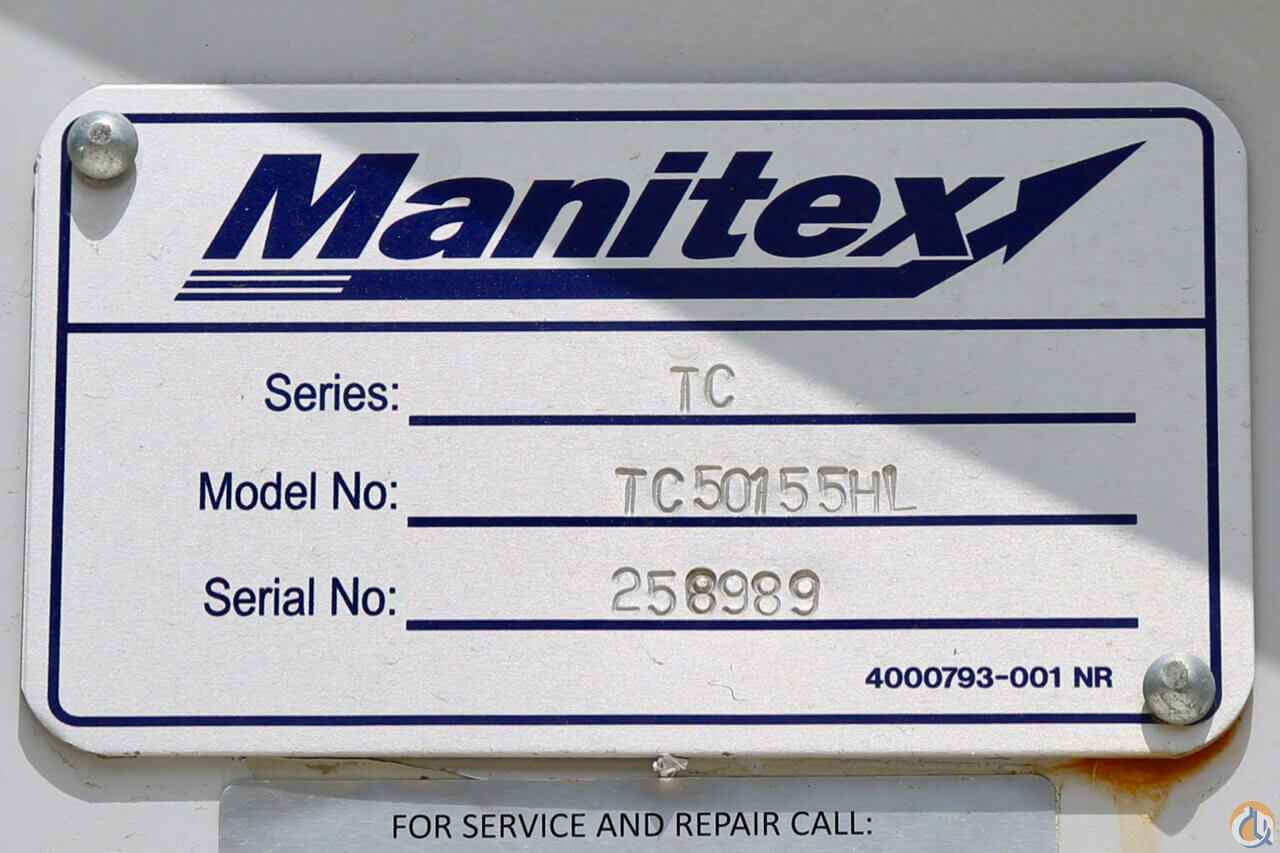 Manitex
Series: TC
Model No: TC50155HL
Serial No: 258989
4000793-001 NR
FOR SERVICE AND REPAIR CALL: